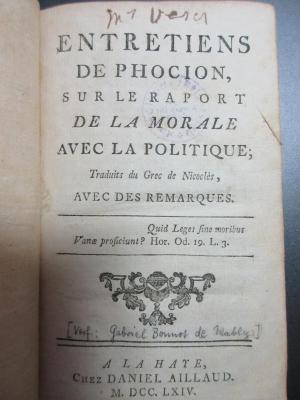 Mr Vesey
ENTRETIENS
DE PHOCION,
SUR LE RAPORT
DE LA MORALE
AVEC LA POLITIQUE;
Traduits du Grec de Nicoclès,
AVEC DES REMARQUES.
Quid Leges sine moribus
Vanæ proficiunt? Hor. Od. 19. L. 3.
[Verf: Gabriel Bonnot de Mably]
A LA HAYE,
CHEZ DANIEL AILLAUD.
M. DCC. LXIV.